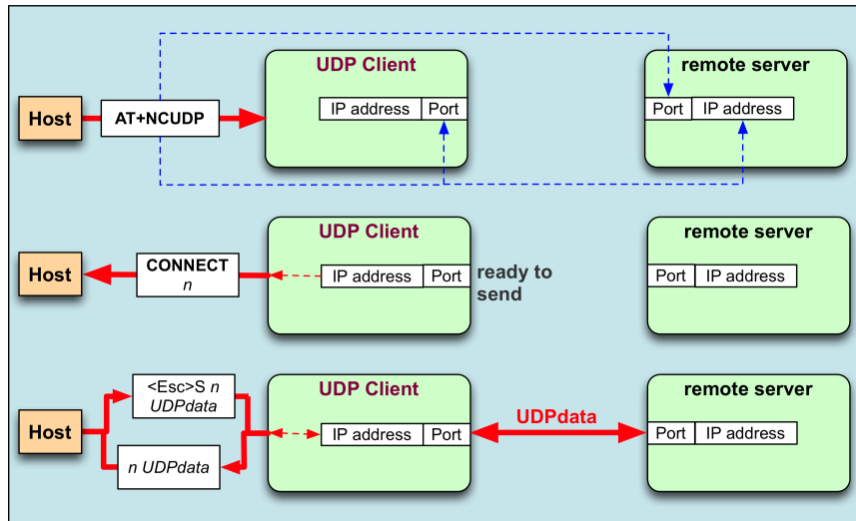 UDP Client
remote server
Host
AT+NCUDP
IP address
Port
Port
IP address
UDP Client
remote server
Host
CONNECT
n
IP address
Port
ready to
send
Port
IP address
UDP Client
remote server
<Esc>S n
UDPdata
Host
IP address
Port
UDPdata
Port
IP address
n UDPdata